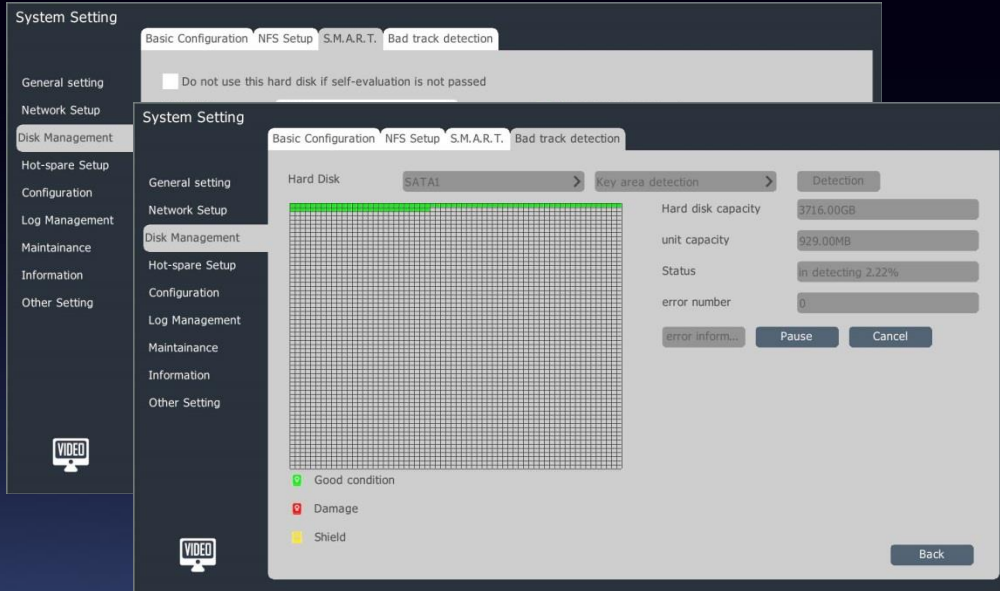 System Setting
Basic Configuration NFS Setup S.M.A.R.T. Bad track detection
Do not use this hard disk if self-evaluation is not passed
General setting
Network Setup
Disk Management
Hot-spare Setup
Configuration
Log Management
Maintainance
Information
Other Setting
VIDEO
System Setting
Basic Configuration NFS Setup S.M.A.R.T. Bad track detection
General setting
Network Setup
Disk Management
Hot-spare Setup
Configuration
Log Management
Maintainance
Information
Other Setting
VIDEO
Hard Disk SATA1 Key area detection Detection
Hard disk capacity 3716.00GB
unit capacity 929.00MB
Status in detecting 2.22%
error number 0
error inform... Pause Cancel
Good condition
Damage
Shield
Back